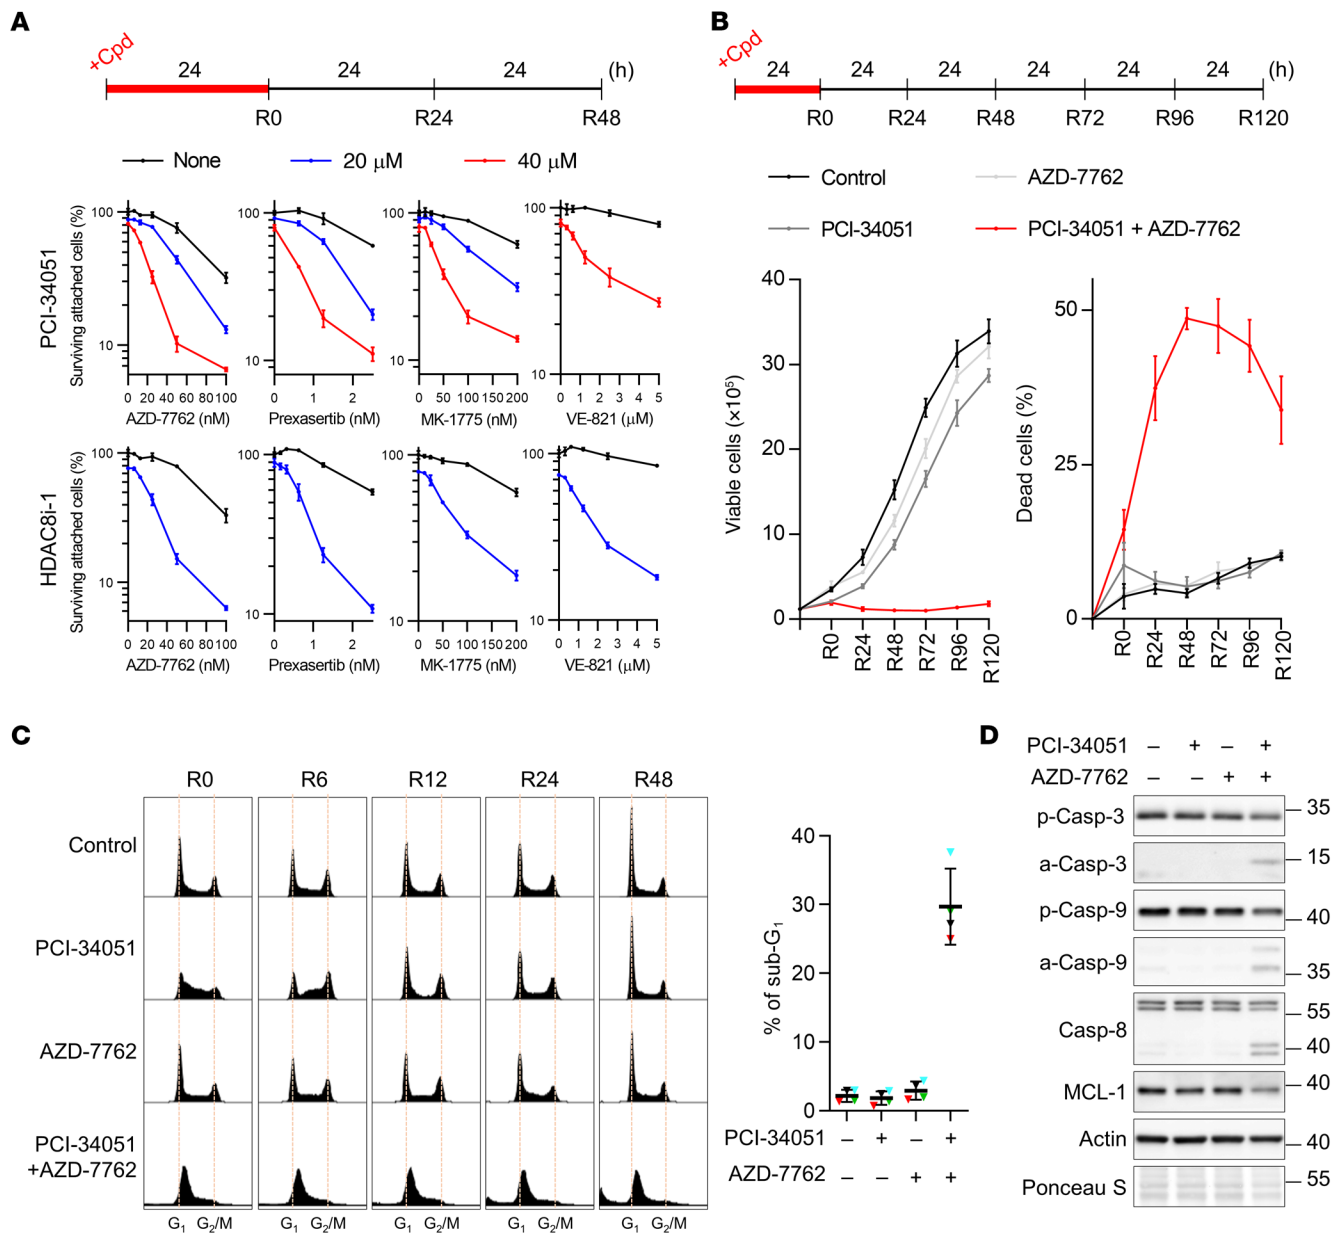 A
+Cpd
24 24 24 (h)
R0 R24 R48
None 20 μM 40 μM
PCI-34051
Surviving attached cells (%)
100
10
0 20 40 60 80 100
AZD-7762 (nM)
100
10
0 1 2
Prexasertib (nM)
100
10
0 50 100 150 200
MK-1775 (nM)
100
10
0 1 2 3 4 5
VE-821 (μM)
HDAC8i-1
Surviving attached cells (%)
100
10
0 20 40 60 80 100
AZD-7762 (nM)
100
10
0 1 2
Prexasertib (nM)
100
10
0 50 100 150 200
MK-1775 (nM)
100
10
0 1 2 3 4 5
VE-821 (μM)
B
+Cpd
24 24 24 24 24 24 (h)
R0 R24 R48 R72 R96 R120
Control AZD-7762
PCI-34051 PCI-34051 + AZD-7762
Viable cells (×10⁵)
40
30
20
10
0
R0 R24 R48 R72 R96 R120
Dead cells (%)
50
25
0
R0 R24 R48 R72 R96 R120
C
R0 R6 R12 R24 R48
Control
PCI-34051
AZD-7762
PCI-34051
+AZD-7762
G₁ G₂/M G₁ G₂/M G₁ G₂/M G₁ G₂/M G₁ G₂/M
% of sub-G₁
40
30
20
10
0
PCI-34051 – + – +
AZD-7762 – – + +
D
PCI-34051 – + – +
AZD-7762 – – + +
p-Casp-3 35
a-Casp-3 15
p-Casp-9 40
a-Casp-9 35
Casp-8 55
40
MCL-1 40
Actin 40
Ponceau S 55